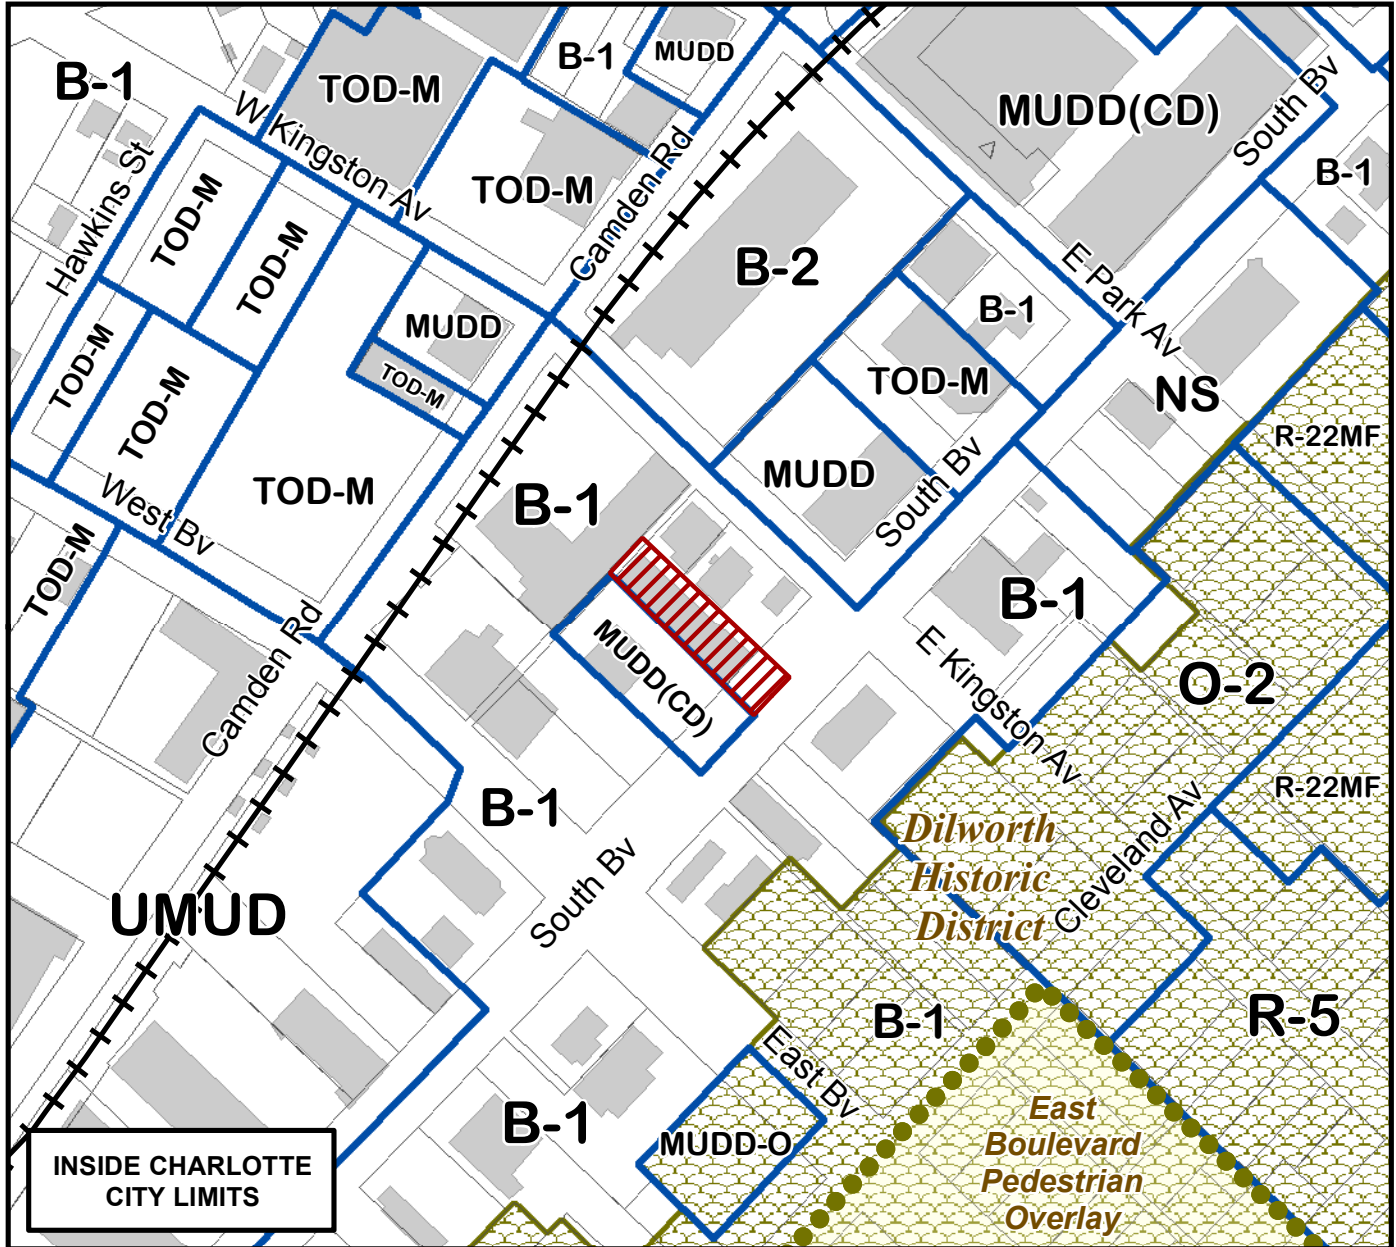 B-1
MUDD
B-1
TOD-M
MUDD(CD)
South Bv
W Kingston Av
Hawkins St
TOD-M
TOD-M
TOD-M
Camden Rd
B-1
B-2
E Park Av
B-1
MUDD
TOD-M
TOD-M
TOD-M
TOD-M
TOD-M
NS
R-22MF
MUDD
South Bv
TOD-M
B-1
West Bv
TOD-M
B-1
MUDD(CD)
E Kingston Av
O-2
Camden Rd
B-1
R-22MF
Dilworth
Historic
District
Cleveland Av
South Bv
UMUD
B-1
R-5
East Bv
B-1
MUDD-O
East
Boulevard
Pedestrian
Overlay
INSIDE CHARLOTTE
CITY LIMITS